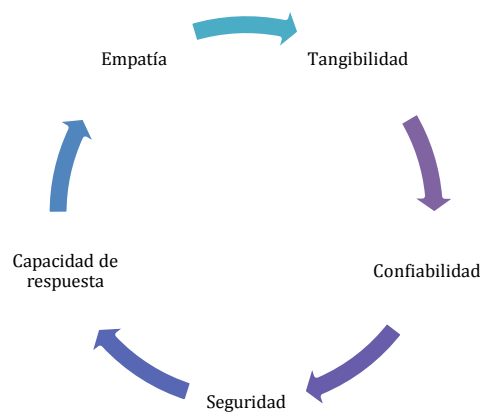 Empatía
Tangibilidad
Confiabilidad
Capacidad de
respuesta
Seguridad